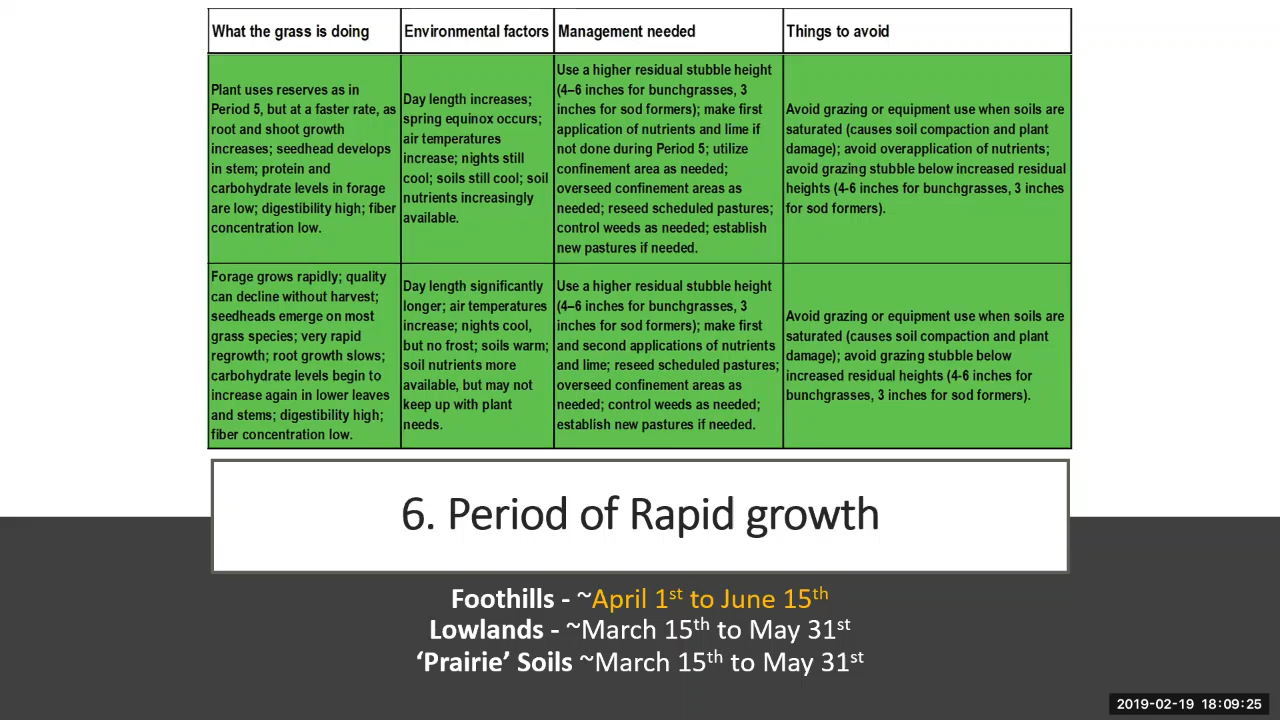 What the grass is doing
Environmental factors
Management needed
Things to avoid
Plant uses reserves as in
Period 5, but at a faster rate, as
root and shoot growth
increases; seedhead develops
in stem; protein and
carbohydrate levels in forage
are low; digestibility high; fiber
concentration low.
Day length increases;
spring equinox occurs;
air temperatures
increase; nights still
cool; soils still cool; soil
nutrients increasingly
available.
Use a higher residual stubble height
(4–6 inches for bunchgrasses, 3
inches for sod formers); make first
application of nutrients and lime if
not done during Period 5; utilize
confinement area as needed;
overseed confinement areas as
needed; reseed scheduled pastures;
control weeds as needed; establish
new pastures if needed.
Avoid grazing or equipment use when soils are
saturated (causes soil compaction and plant
damage); avoid overapplication of nutrients;
avoid grazing stubble below increased residual
heights (4-6 inches for bunchgrasses, 3 inches
for sod formers).
Forage grows rapidly; quality
can decline without harvest;
seedheads emerge on most
grass species; very rapid
regrowth; root growth slows;
carbohydrate levels begin to
increase again in lower leaves
and stems; digestibility high;
fiber concentration low.
Day length significantly
longer; air temperatures
increase; nights cool,
but no frost; soils warm;
soil nutrients more
available, but may not
keep up with plant
needs.
Use a higher residual stubble height
(4–6 inches for bunchgrasses, 3
inches for sod formers); make first
and second applications of nutrients
and lime; reseed scheduled pastures;
overseed confinement areas as
needed; control weeds as needed;
establish new pastures if needed.
Avoid grazing or equipment use when soils are
saturated (causes soil compaction and plant
damage); avoid grazing stubble below
increased residual heights (4-6 inches for
bunchgrasses, 3 inches for sod formers).
6. Period of Rapid growth
Foothills - ~April 1st to June 15th
Lowlands - ~March 15th to May 31st
‘Prairie’ Soils ~March 15th to May 31st
2019-02-19 18:09:25